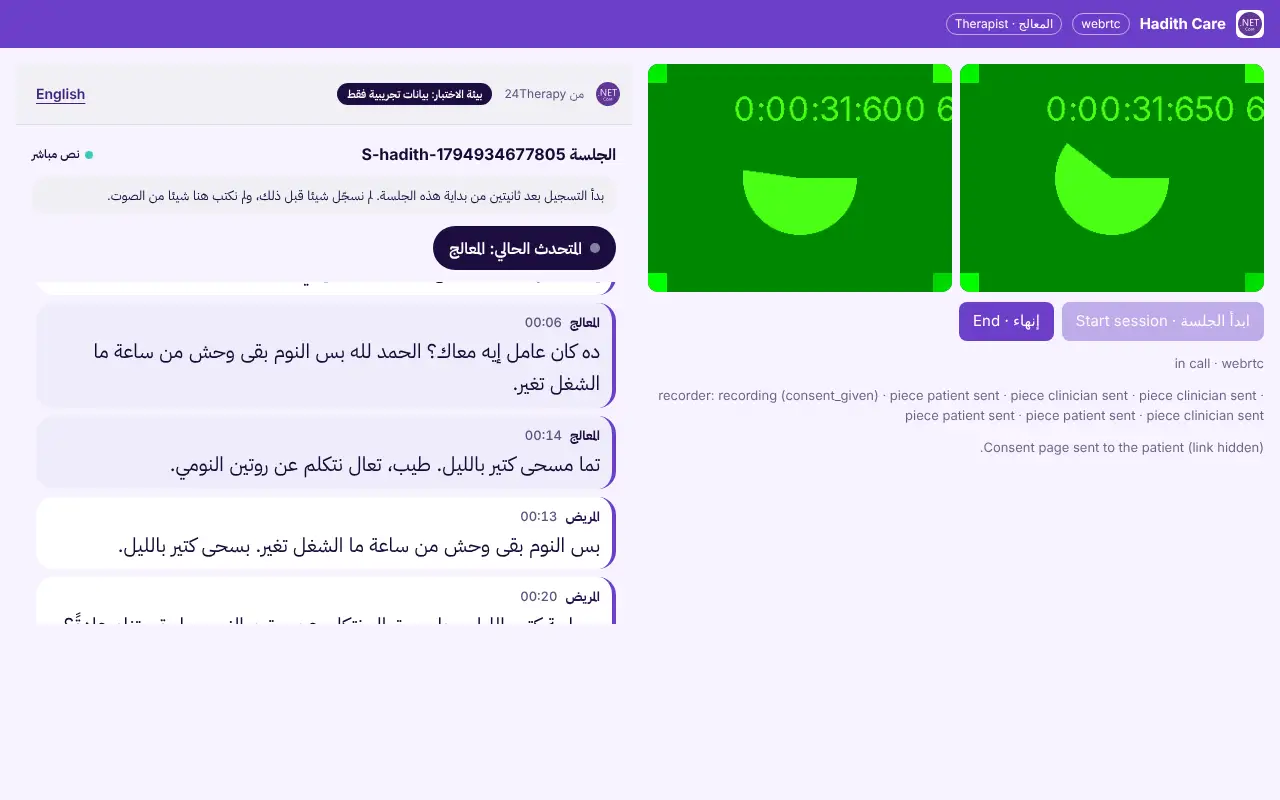 .NET
Hadith Care
webrtc
Therapist · المعالج
0:00:31:600 6
0:00:31:650 6
ابدأ الجلسة · Start session
إنهاء · End
in call · webrtc
recorder: recording (consent_given) · piece patient sent · piece clinician sent · piece clinician sent ·
piece patient sent · piece patient sent · piece clinician sent
Consent page sent to the patient (link hidden).
.NET
من 24Therapy
بيئة الاختبار: بيانات تجريبية فقط
English
الجلسة S-hadith-1794934677805
نص مباشر
بدأ التسجيل بعد ثانيتين من بداية هذه الجلسة. لم نسجّل شيئا قبل ذلك، ولم نكتب هنا شيئا من الصوت.
المتحدث الحالي: المعالج
المعالج 00:06
ده كان عامل إيه معاك؟ الحمد لله بس النوم بقى وحش من ساعة ما
الشغل تغير.
المعالج 00:14
تما مسحى كتير بالليل. طيب، تعال نتكلم عن روتين النومي.
المريض 00:13
بس النوم بقى وحش من ساعة ما الشغل تغير. بسحى كتير بالليل.
المريض 00:20